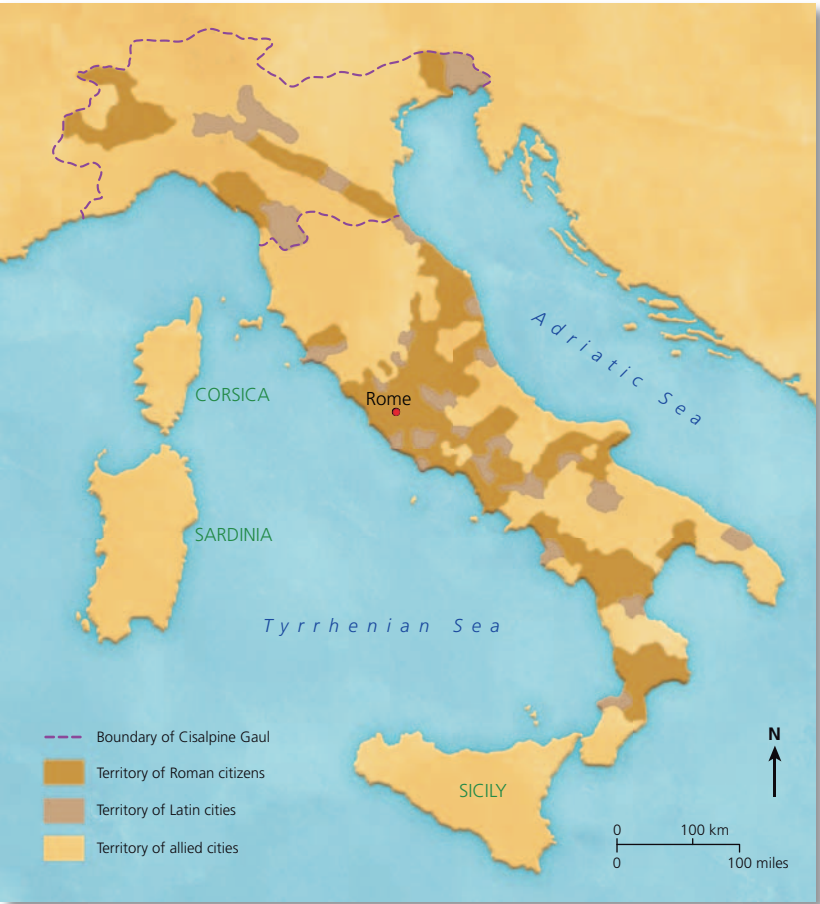 Adriatic Sea
Rome
CORSICA
SARDINIA
Tyrrhenian Sea
SICILY
Boundary of Cisalpine Gaul
Territory of Roman citizens
Territory of Latin cities
Territory of allied cities
N
0 100 km
0 100 miles